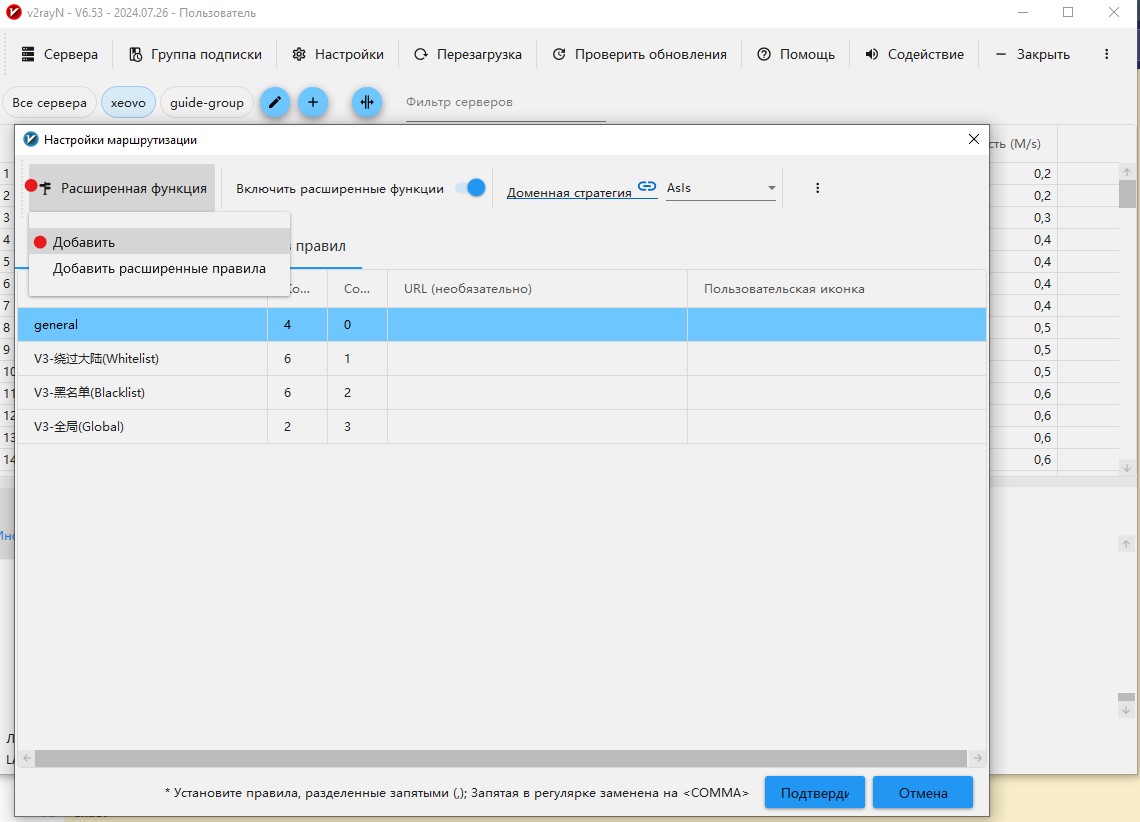 v2rayN - V6.53 - 2024.07.26 - Пользователь
Сервера Группа подписки Настройки Перезагрузка Проверить обновления Помощь Содействие Закрыть
Все сервера xeovo guide-group Фильтр серверов
Настройки маршрутизации
сть (M/s)
Расширенная функция Включить расширенные функции Доменная стратегия AsIs
Добавить
Добавить расширенные правила
правил
Co... URL (необязательно) Пользовательская иконка
general 4 0
V3-绕过大陆(Whitelist) 6 1
V3-黑名单(Blacklist) 6 2
V3-全局(Global) 2 3
1 0,2
2 0,2
3 0,3
4 0,4
5 0,4
6 0,4
7 0,4
8 0,5
9 0,5
10 0,5
11 0,6
12 0,6
13 0,6
14 0,6
* Установите правила, разделенные запятыми (,); Запятая в регулярке заменена на <COMMA>
Подтверди Отмена